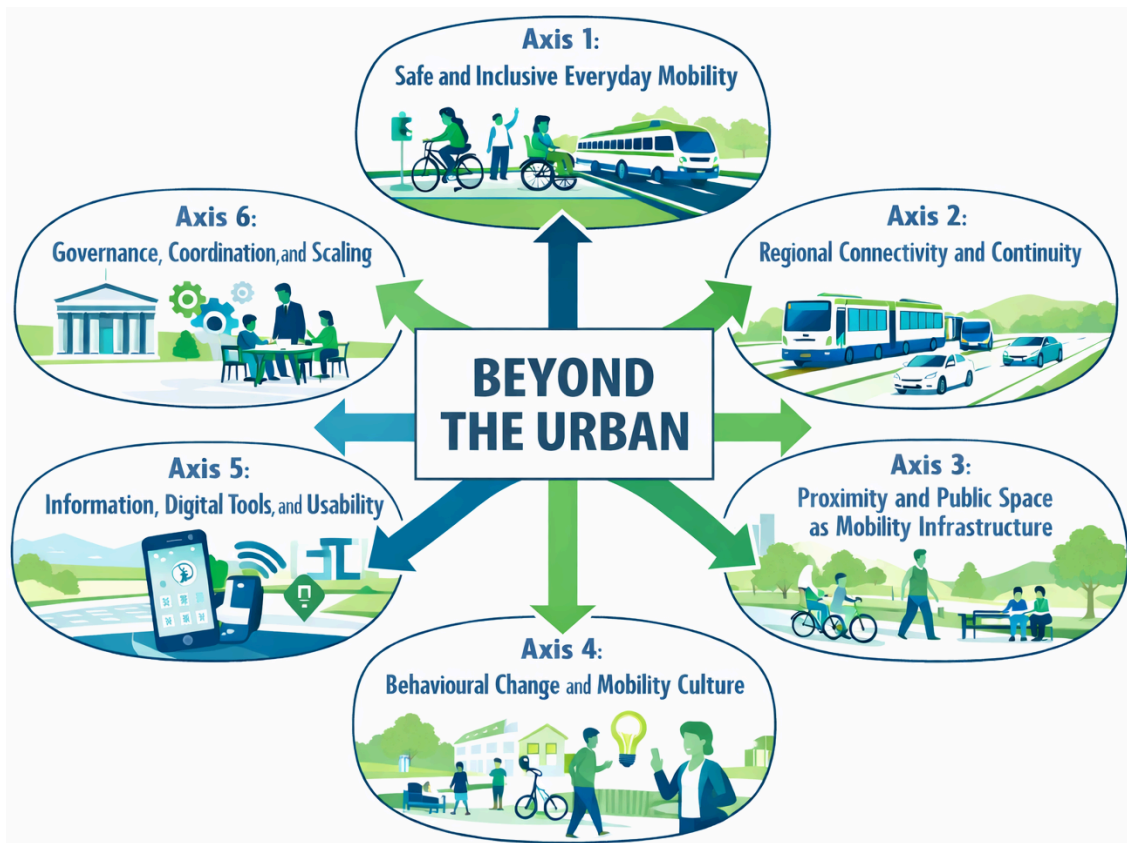 Axis 1:
Safe and Inclusive Everyday Mobility
Axis 6:
Governance, Coordination, and Scaling
Axis 2:
Regional Connectivity and Continuity
BEYOND
THE URBAN
Axis 5:
Information, Digital Tools, and Usability
Axis 3:
Proximity and Public Space
as Mobility Infrastructure
Axis 4:
Behavioural Change and Mobility Culture